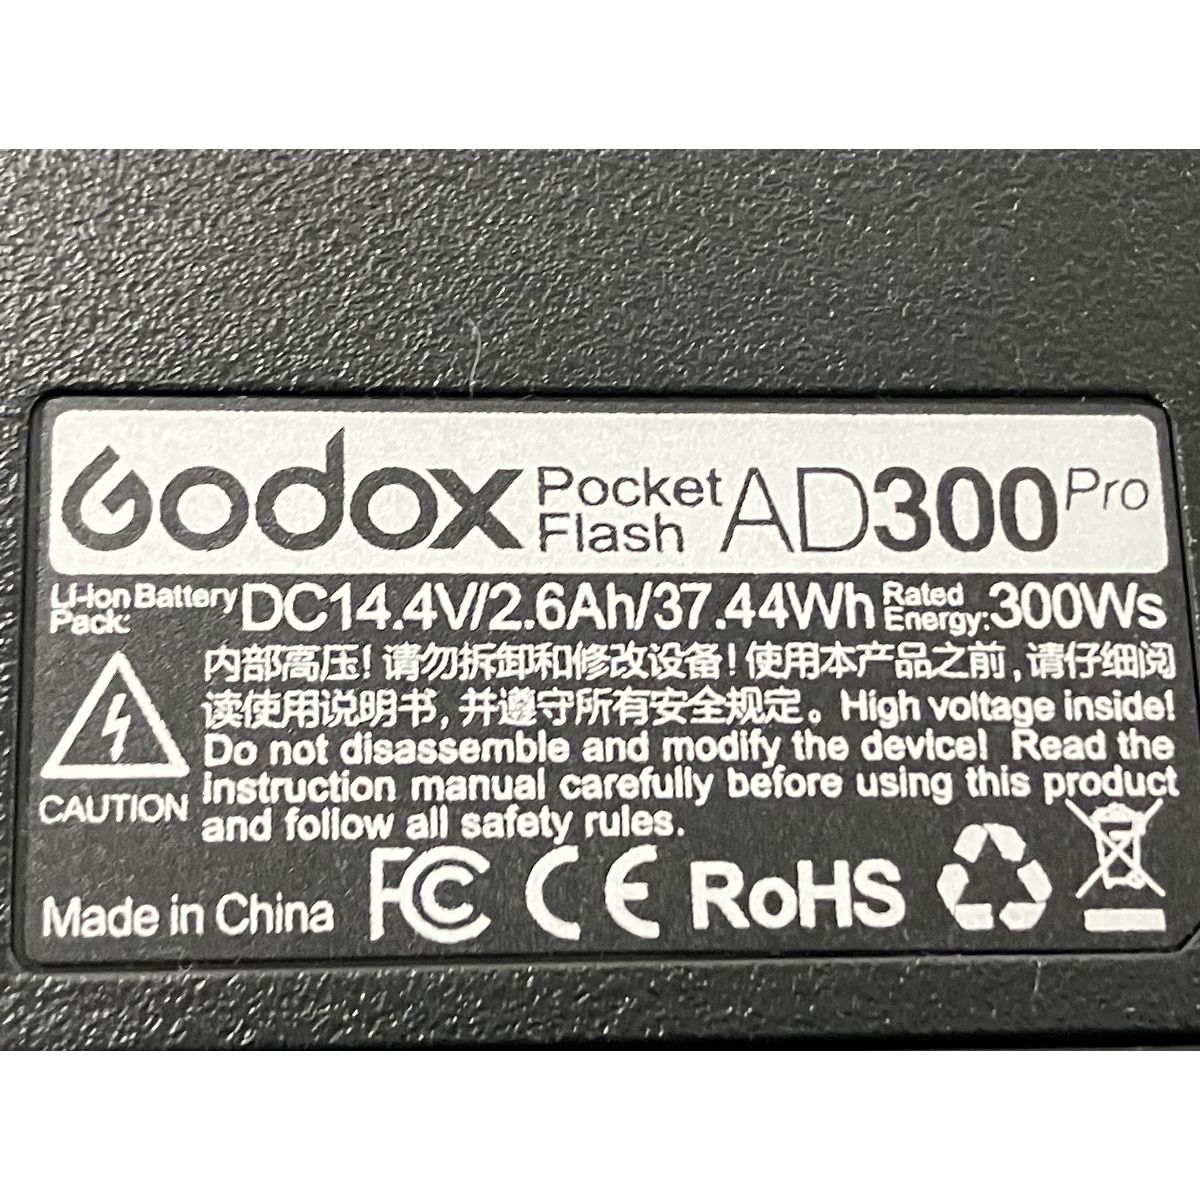 Godox Pocket Flash AD300Pro
Li-ion Battery Pack: DC14.4V/2.6Ah/37.44Wh Rated Energy: 300Ws
内部高压！请勿拆卸和修改设备！使用本产品之前，请仔细阅
读使用说明书，并遵守所有安全规定。High voltage inside!
Do not disassemble and modify the device! Read the
instruction manual carefully before using this product
and follow all safety rules.
CAUTION
Made in China FC CE RoHS